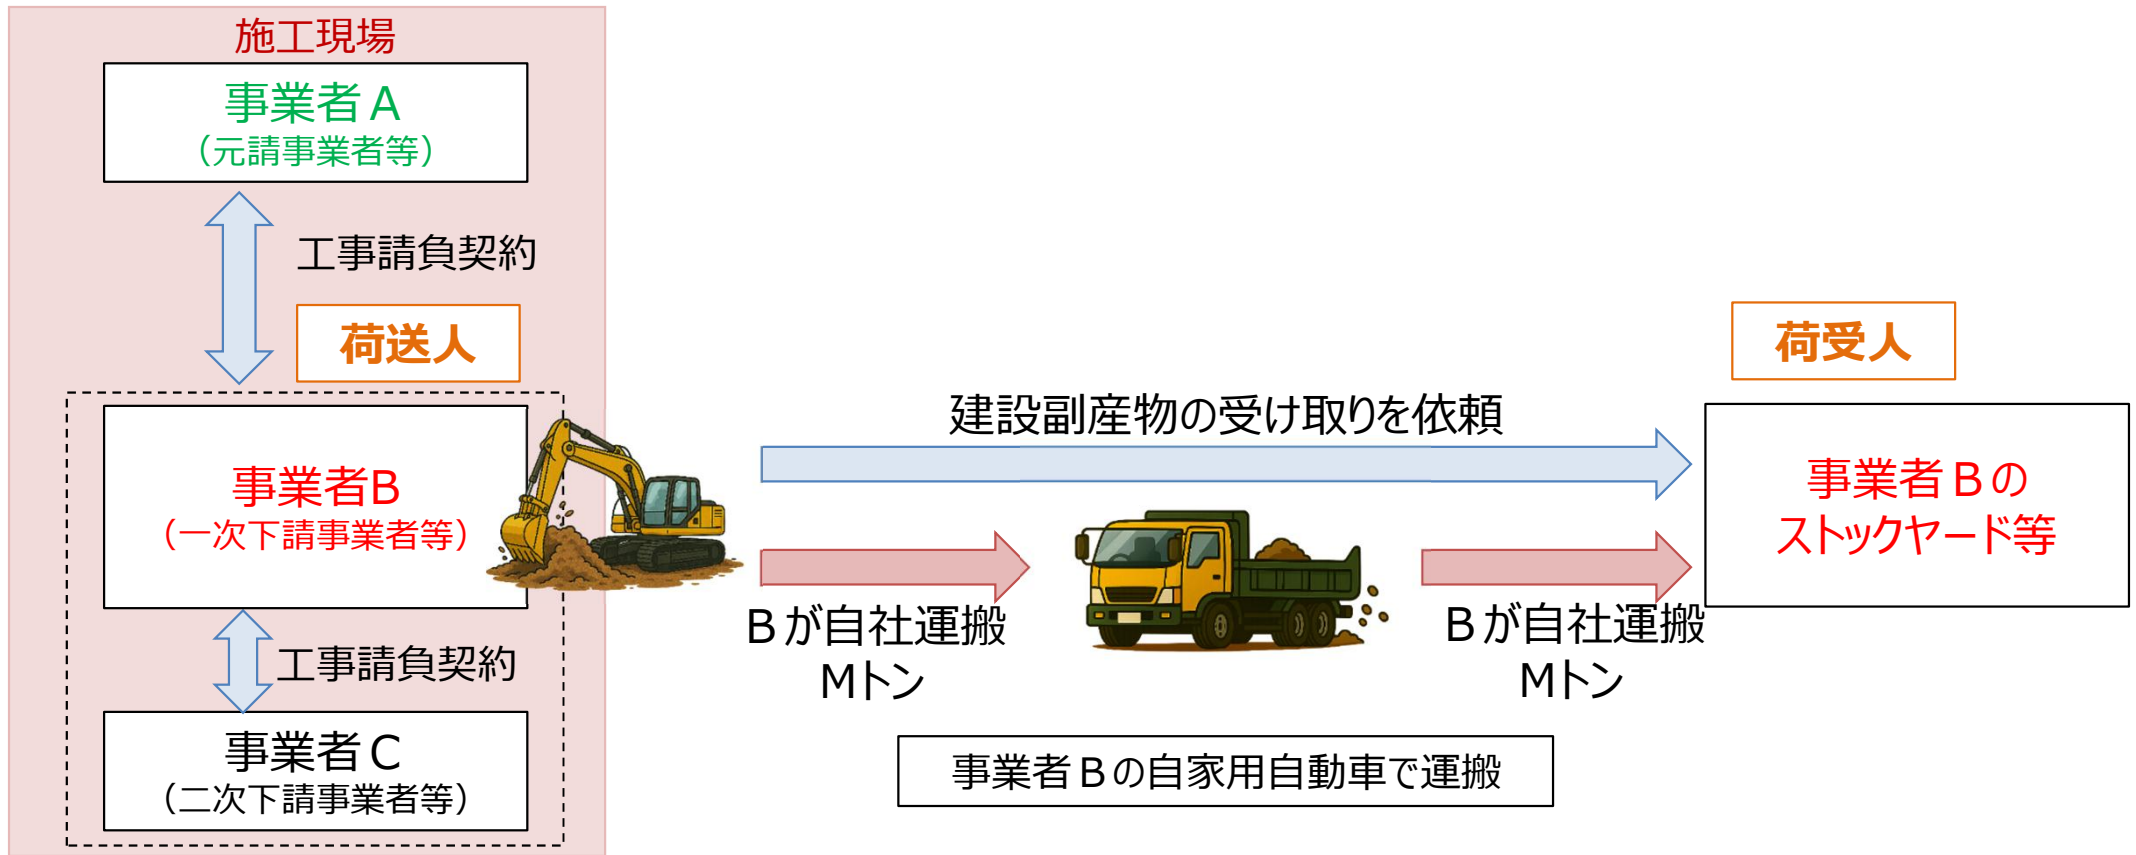 施工現場
事業者A
(元請事業者等)
工事請負契約
荷送人
事業者B
(一次下請事業者等)
工事請負契約
事業者C
(二次下請事業者等)
建設副産物の受け取りを依頼
Bが自社運搬
Mトン
Bが自社運搬
Mトン
事業者Bの自家用自動車で運搬
荷受人
事業者Bの
ストックヤード等